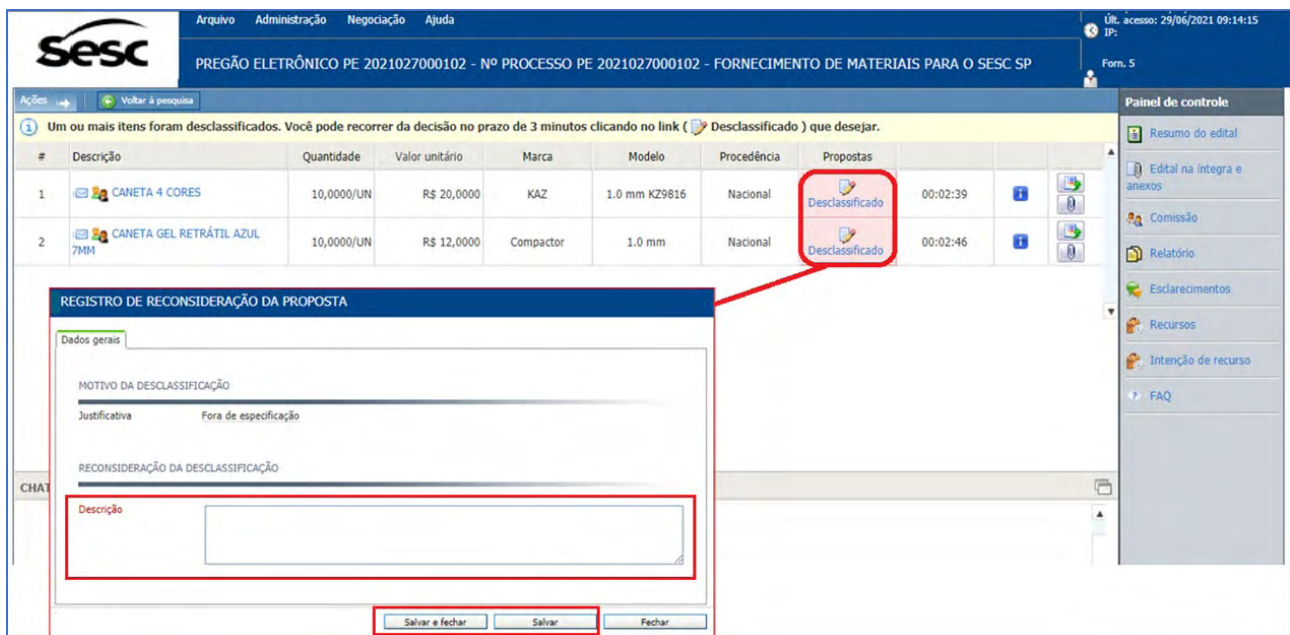 Sesc
Arquivo Administração Negociação Ajuda
Últ. acesso: 29/06/2021 09:14:15
IP:
PREGÃO ELETRÔNICO PE 2021027000102 - Nº PROCESSO PE 2021027000102 - FORNECIMENTO DE MATERIAIS PARA O SESC SP
Forn. 5
Ações Voltar à pesquisa
Painel de controle
Um ou mais itens foram desclassificados. Você pode recorrer da decisão no prazo de 3 minutos clicando no link ( Desclassificado ) que desejar.
Resumo do edital
# Descrição Quantidade Valor unitário Marca Modelo Procedência Propostas
Edital na íntegra e
anexos
1 CANETA 4 CORES 10,0000/UN R$ 20,0000 KAZ 1.0 mm KZ9816 Nacional Desclassificado 00:02:39
Comissão
2 CANETA GEL RETRÁTIL AZUL
7MM 10,0000/UN R$ 12,0000 Compactor 1.0 mm Nacional Desclassificado 00:02:46
Relatório
Esclarecimentos
Recursos
Intenção de recurso
FAQ
REGISTRO DE RECONSIDERAÇÃO DA PROPOSTA
Dados gerais
MOTIVO DA DESCLASSIFICAÇÃO
Justificativa Fora de especificação
RECONSIDERAÇÃO DA DESCLASSIFICAÇÃO
CHAT
Descrição
Salvar e fechar Salvar Fechar